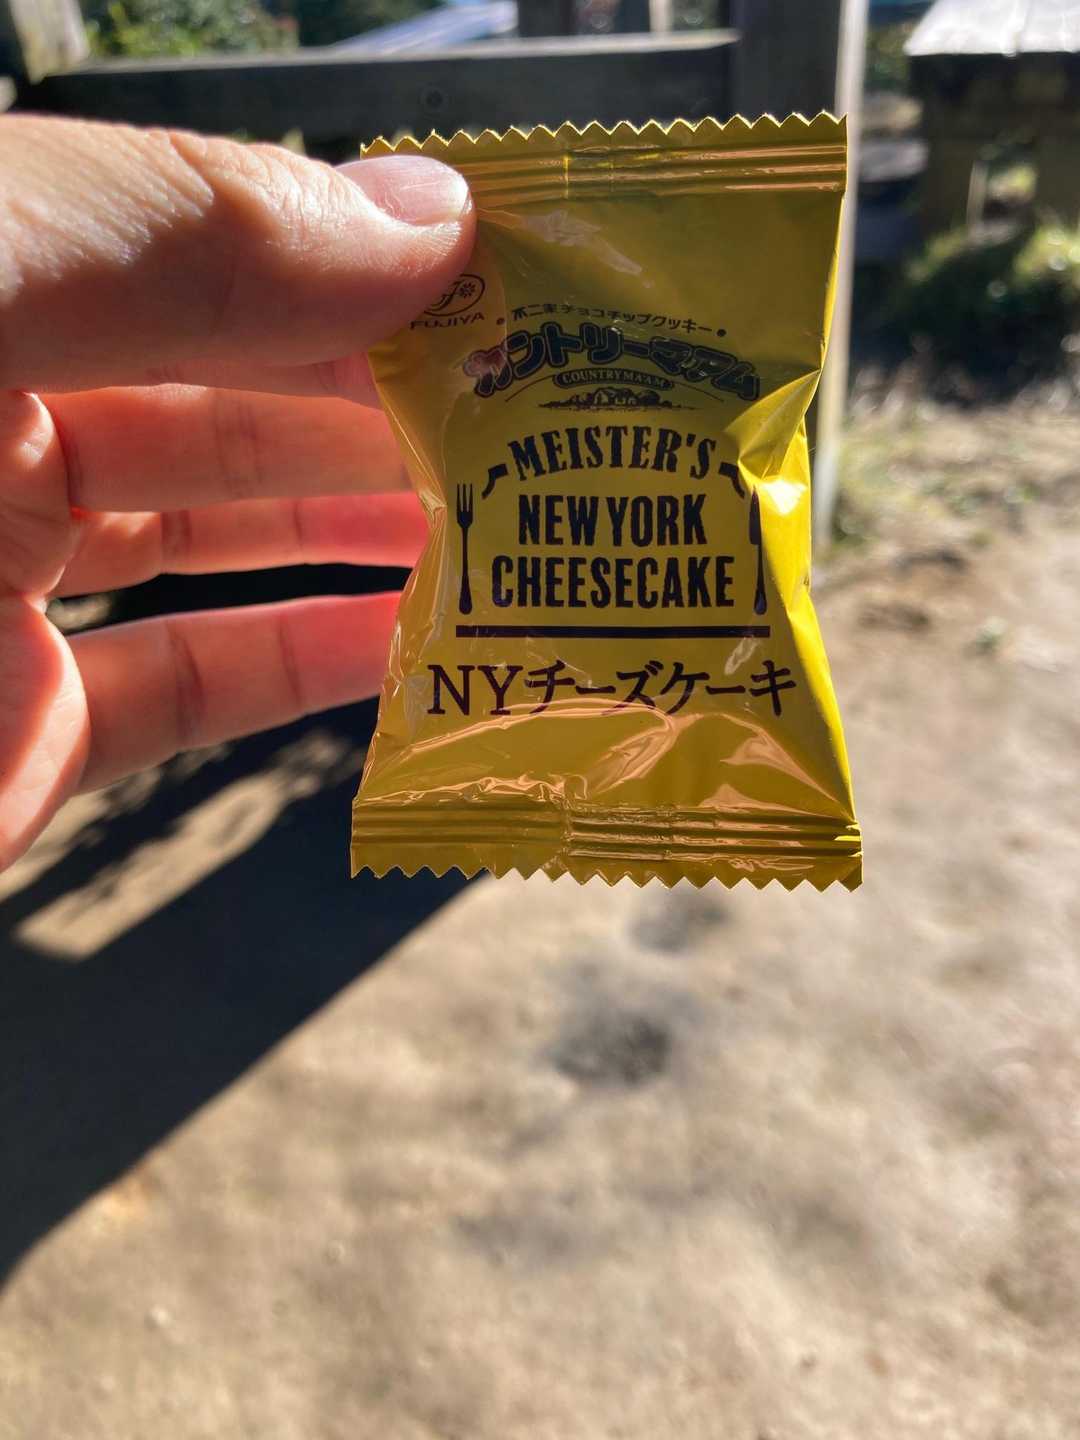 FUJIYA
• 不二家チョコチップクッキー •
カントリーマアム
COUNTRY MA'AM
MEISTER'S
NEW YORK
CHEESECAKE
NYチーズケーキ